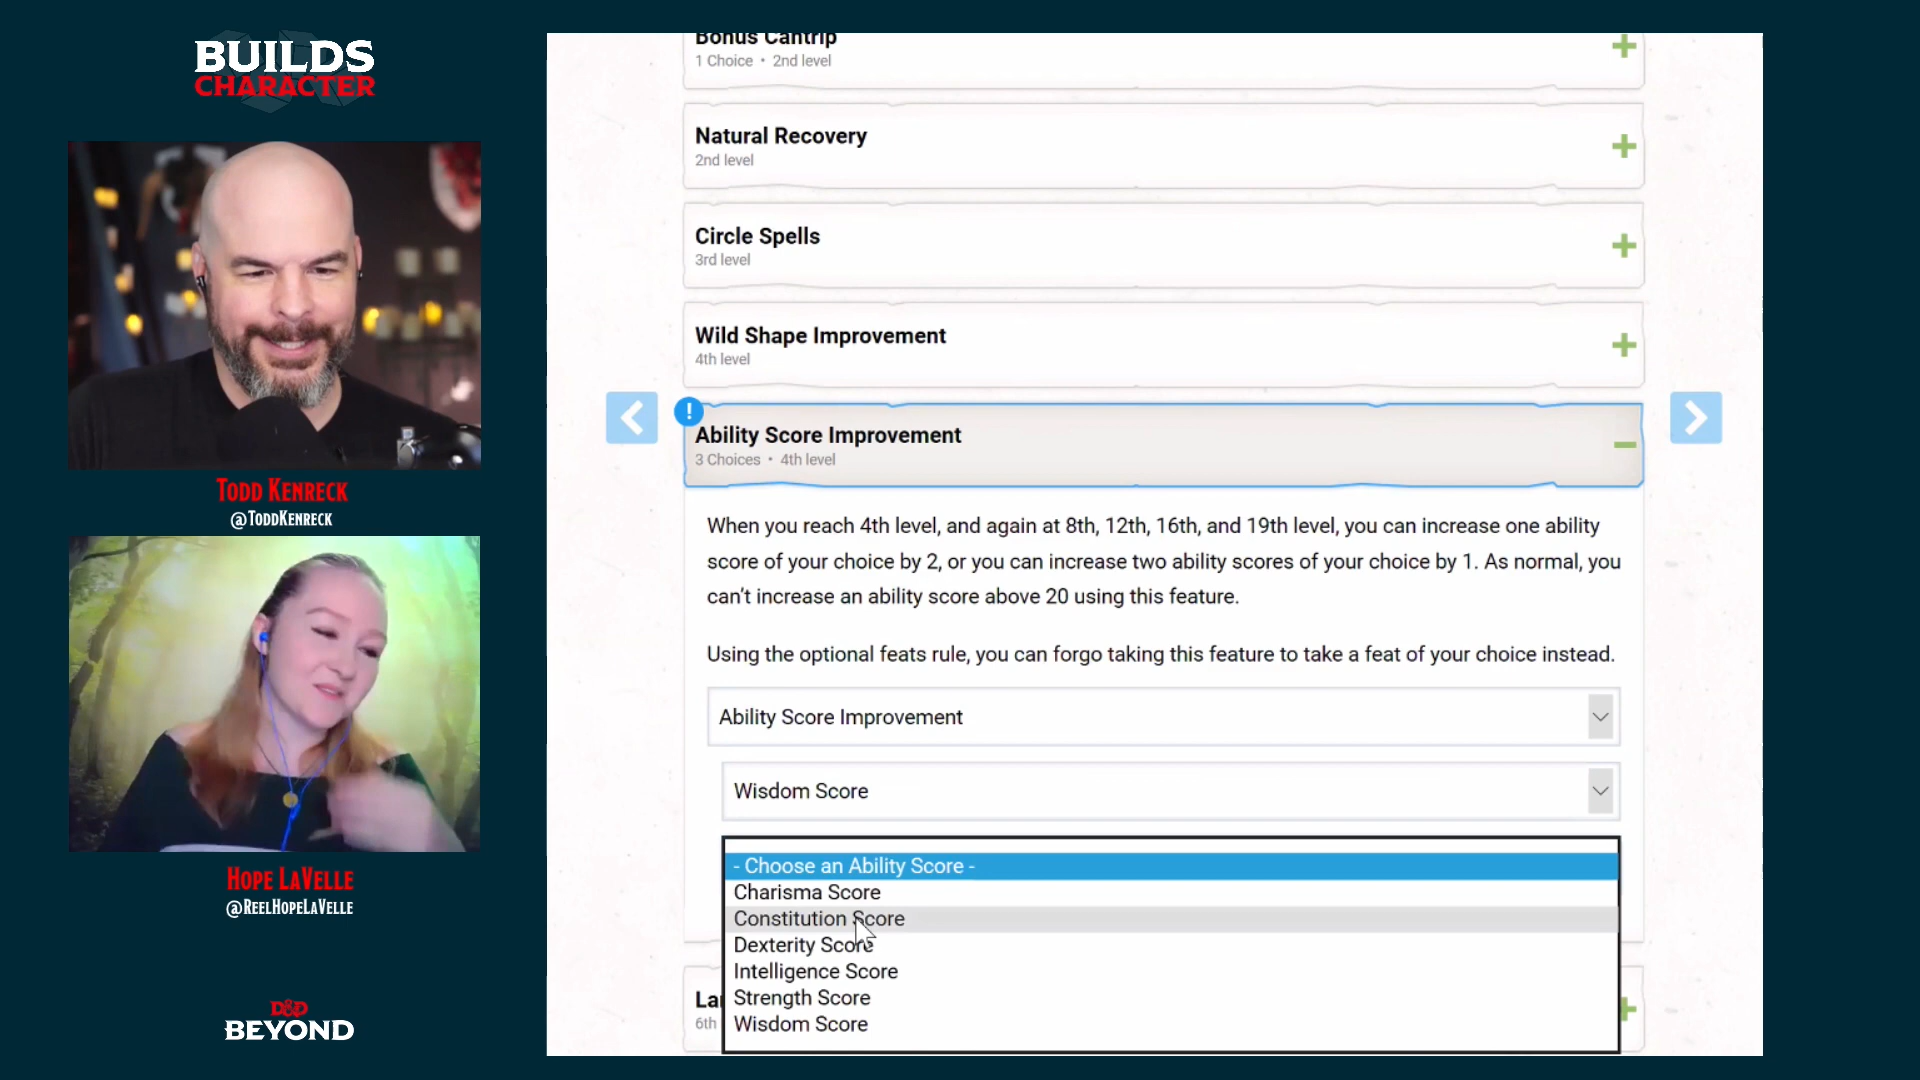 BUILDS
CHARACTER
TODD KENRECK
@TODDKENRECK
HOPE LAVELLE
@REELHOPELAVELLE
D&D
BEYOND
Bonus Cantrip
1 Choice • 2nd level
Natural Recovery
2nd level
Circle Spells
3rd level
Wild Shape Improvement
4th level
!
Ability Score Improvement
3 Choices • 4th level
When you reach 4th level, and again at 8th, 12th, 16th, and 19th level, you can increase one ability
score of your choice by 2, or you can increase two ability scores of your choice by 1. As normal, you
can't increase an ability score above 20 using this feature.
Using the optional feats rule, you can forgo taking this feature to take a feat of your choice instead.
Ability Score Improvement
Wisdom Score
- Choose an Ability Score -
Charisma Score
Constitution Score
Dexterity Score
Intelligence Score
Strength Score
Wisdom Score
6th